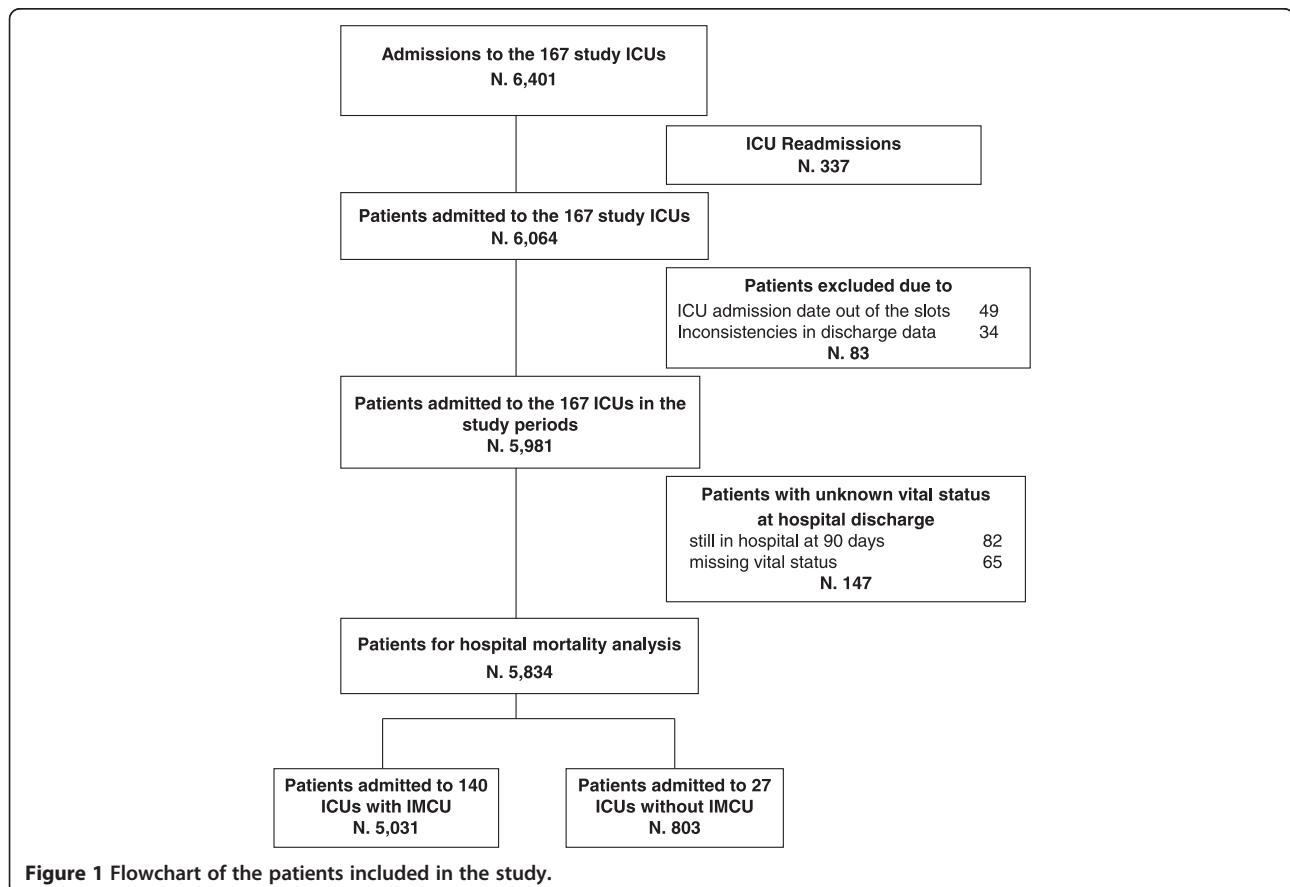 Admissions to the 167 study ICUs
N. 6,401
ICU Readmissions
N. 337
Patients admitted to the 167 study ICUs
N. 6,064
Patients excluded due to
ICU admission date out of the slots 49
Inconsistencies in discharge data 34
N. 83
Patients admitted to the 167 ICUs in the
study periods
N. 5,981
Patients with unknown vital status
at hospital discharge
still in hospital at 90 days 82
missing vital status 65
N. 147
Patients for hospital mortality analysis
N. 5,834
Patients admitted to 140
ICUs with IMCU
N. 5,031
Patients admitted to 27
ICUs without IMCU
N. 803
Figure 1 Flowchart of the patients included in the study.